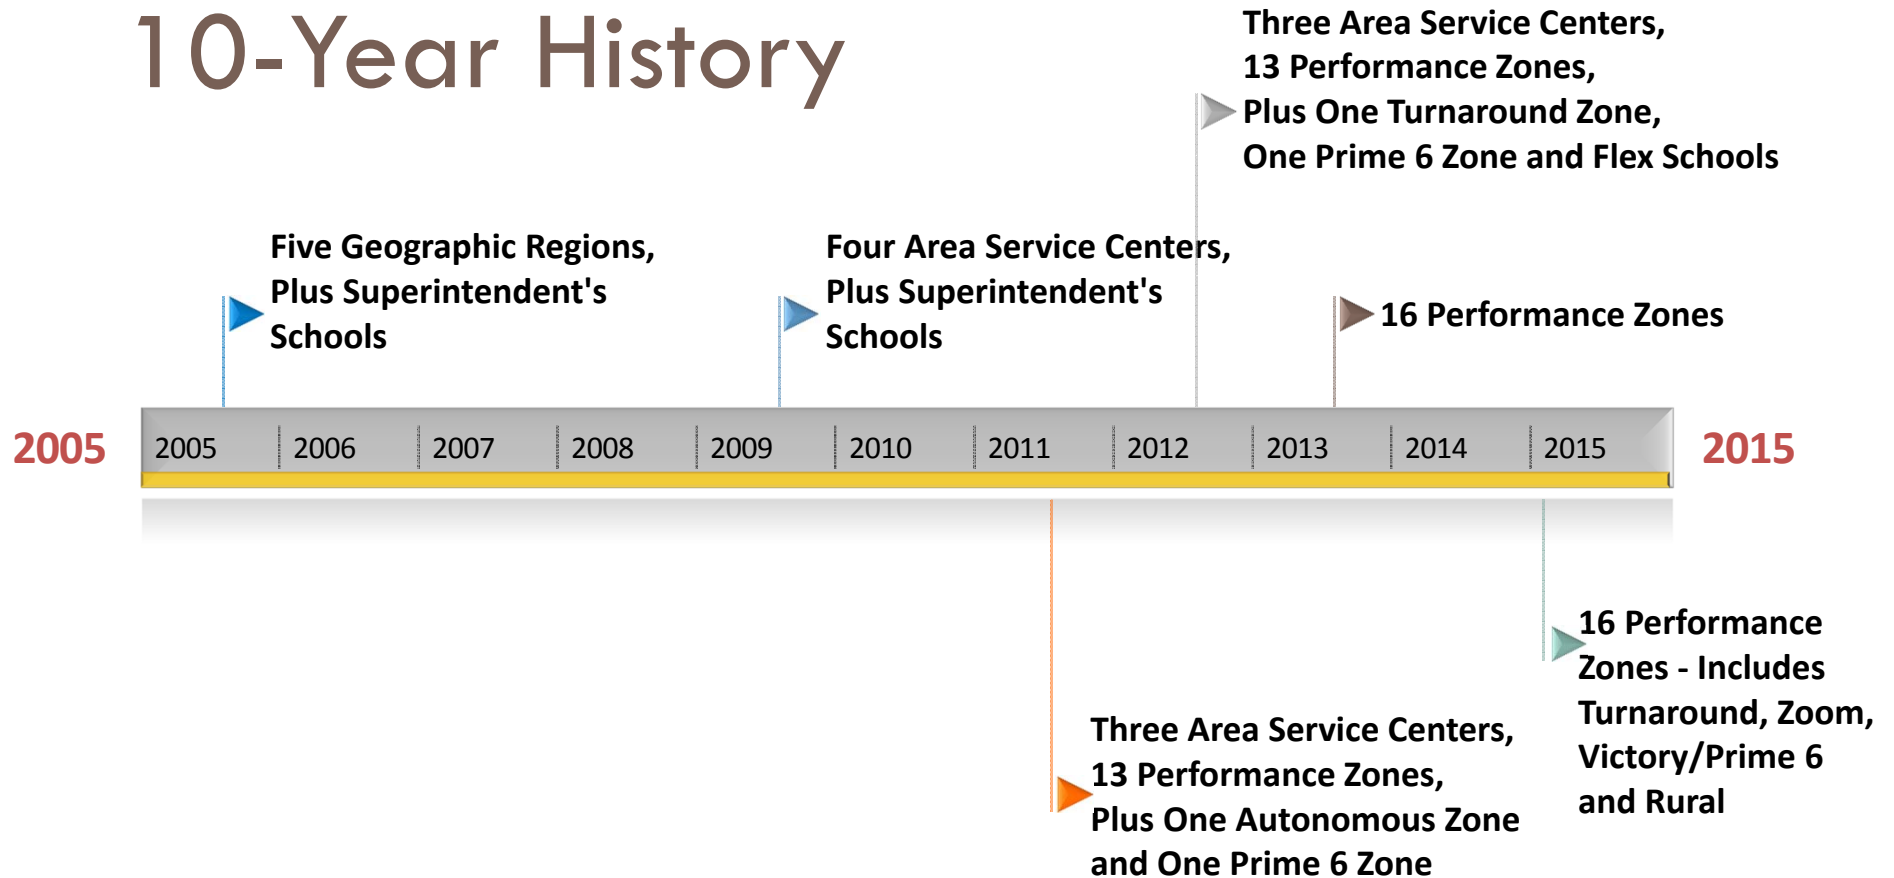 10-Year History
Three Area Service Centers,
13 Performance Zones,
Plus One Turnaround Zone,
One Prime 6 Zone and Flex Schools
Five Geographic Regions,
Plus Superintendent's
Schools
Four Area Service Centers,
Plus Superintendent's
Schools
16 Performance Zones
2005
2005 2006 2007 2008 2009 2010 2011 2012 2013 2014 2015
2015
16 Performance
Zones - Includes
Turnaround, Zoom,
Victory/Prime 6
and Rural
Three Area Service Centers,
13 Performance Zones,
Plus One Autonomous Zone
and One Prime 6 Zone